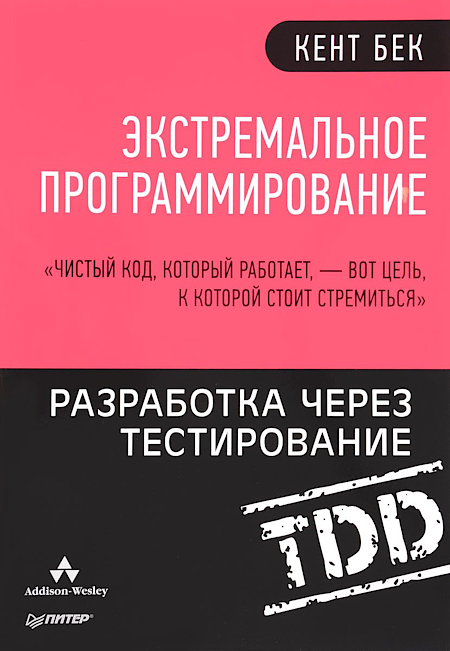 КЕНТ БЕК
ЭКСТРЕМАЛЬНОЕ
ПРОГРАММИРОВАНИЕ
«ЧИСТЫЙ КОД, КОТОРЫЙ РАБОТАЕТ, — ВОТ ЦЕЛЬ,
К КОТОРОЙ СТОИТ СТРЕМИТЬСЯ»
РАЗРАБОТКА ЧЕРЕЗ
ТЕСТИРОВАНИЕ
TDD
Addison-Wesley
ПИТЕР®